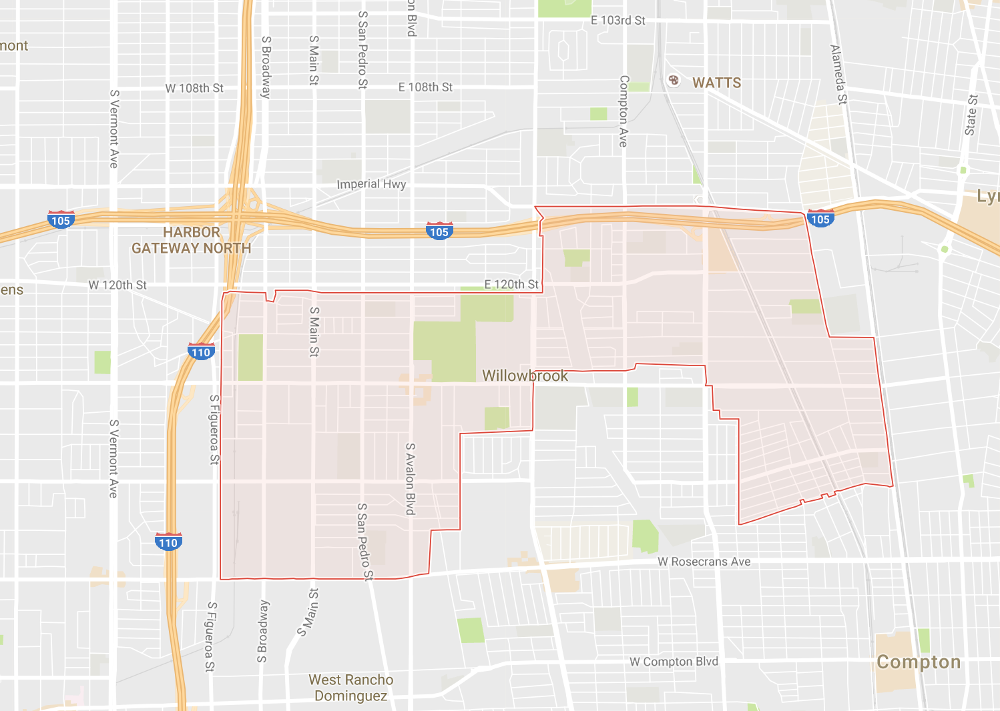 on Blvd
E 103rd St
mont
S Broadway
S Main St
S San Pedro St
Alameda St
W 108th St
E 108th St
Compton Ave
WATTS
S Vermont Ave
State St
Imperial Hwy
Lyn
105
105
105
HARBOR
GATEWAY NORTH
ens
W 120th St
E 120th St
S Main St
110
Willowbrook
S Figueroa St
S Vermont Ave
S Avalon Blvd
S San Pedro St
110
W Rosecrans Ave
S Figueroa St
S Broadway
S Main St
W Compton Blvd
Compton
West Rancho
Dominguez